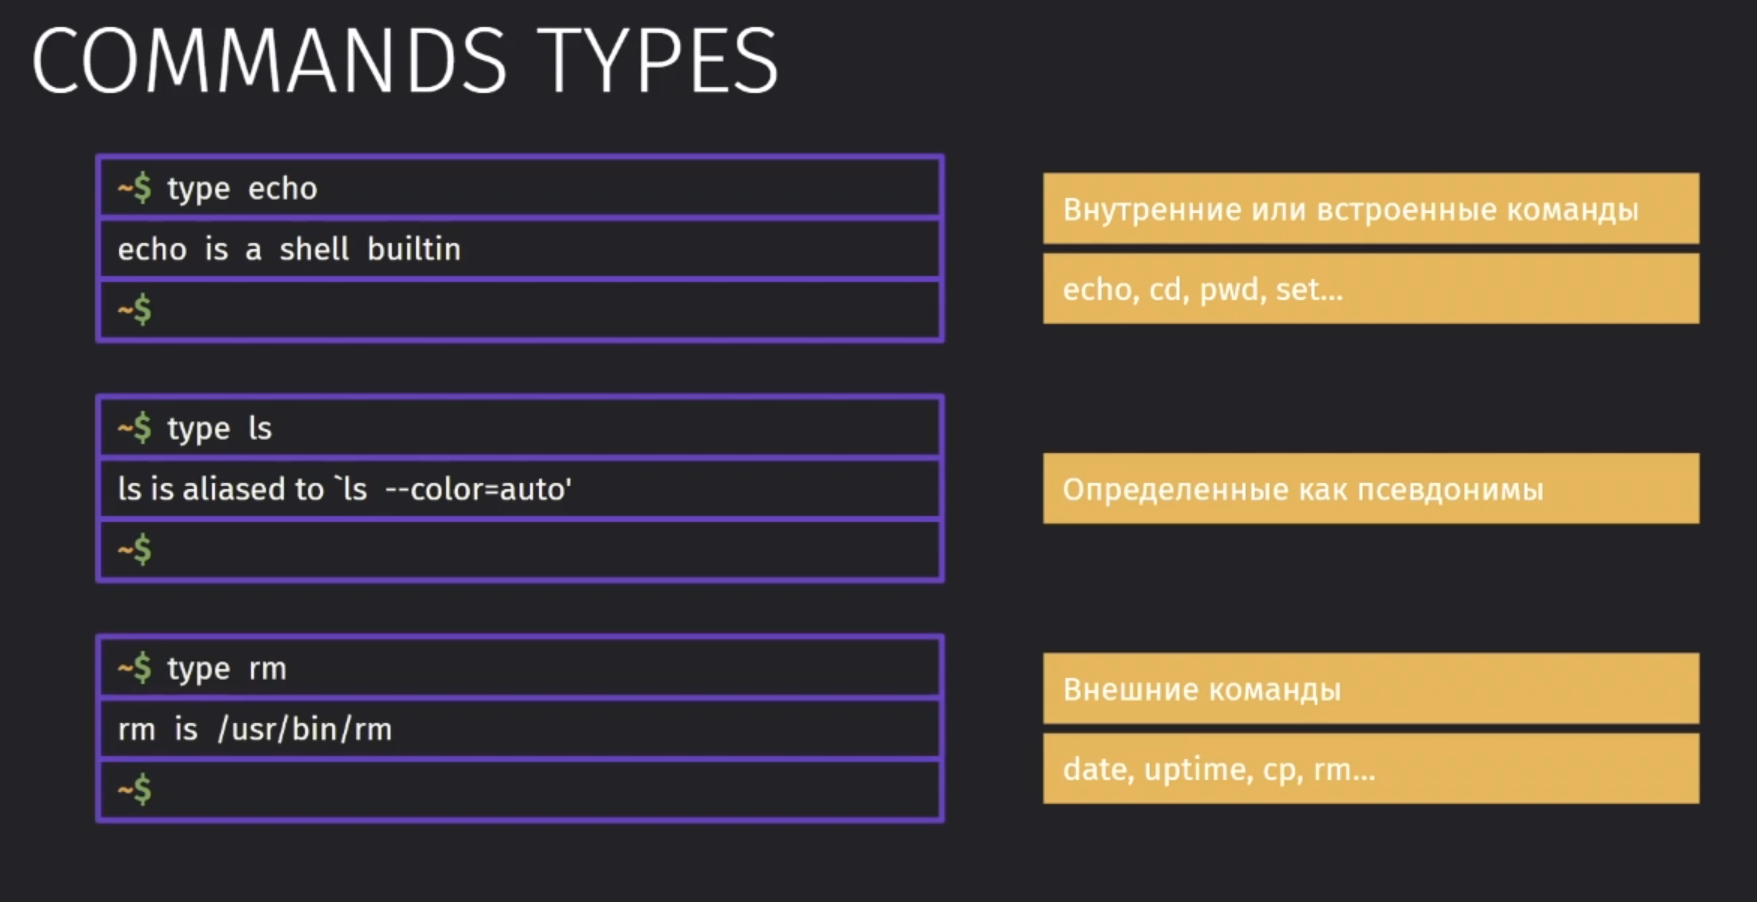 COMMANDS TYPES
~$ type echo
echo is a shell builtin
~$
Внутренние или встроенные команды
echo, cd, pwd, set...
~$ type ls
ls is aliased to `ls --color=auto'
~$
Определенные как псевдонимы
~$ type rm
rm is /usr/bin/rm
~$
Внешние команды
date, uptime, cp, rm...